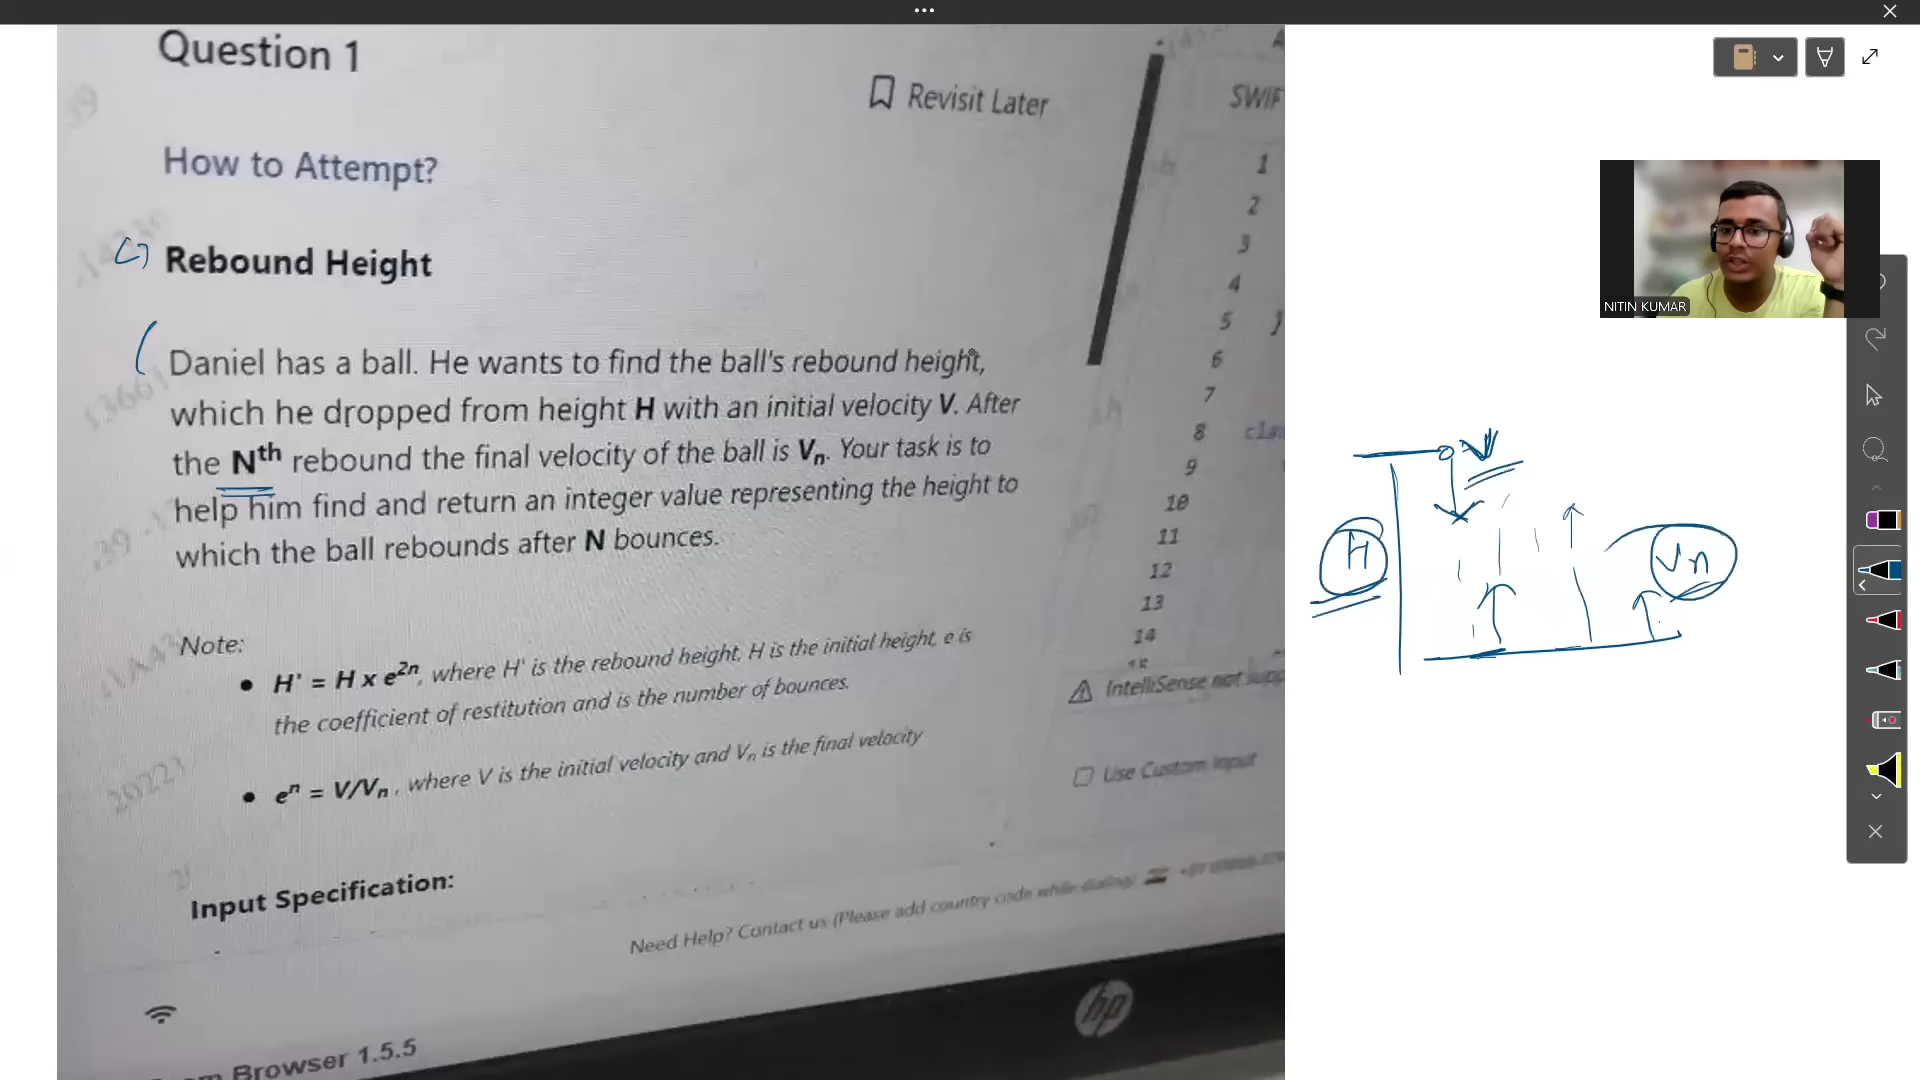 Question 1
Revisit Later
How to Attempt?
Rebound Height
Daniel has a ball. He wants to find the ball's rebound height,
which he dropped from height H with an initial velocity V. After
the Nth rebound the final velocity of the ball is Vn. Your task is to
help him find and return an integer value representing the height to
which the ball rebounds after N bounces.
Note:
• H' = H x e2n, where H' is the rebound height, H is the initial height, e is
the coefficient of restitution and is the number of bounces.
• en = V/Vn , where V is the initial velocity and Vn is the final velocity
Input Specification:
Need Help? Contact us (Please add country code while dialing)
Browser 1.5.5
hp
SWIF
1
2
3
4
5 }
6
7
8 cla
9
10
11
12
13
14
IntelliSense not supp
Use Custom Input
NITIN KUMAR
V
H
Vn